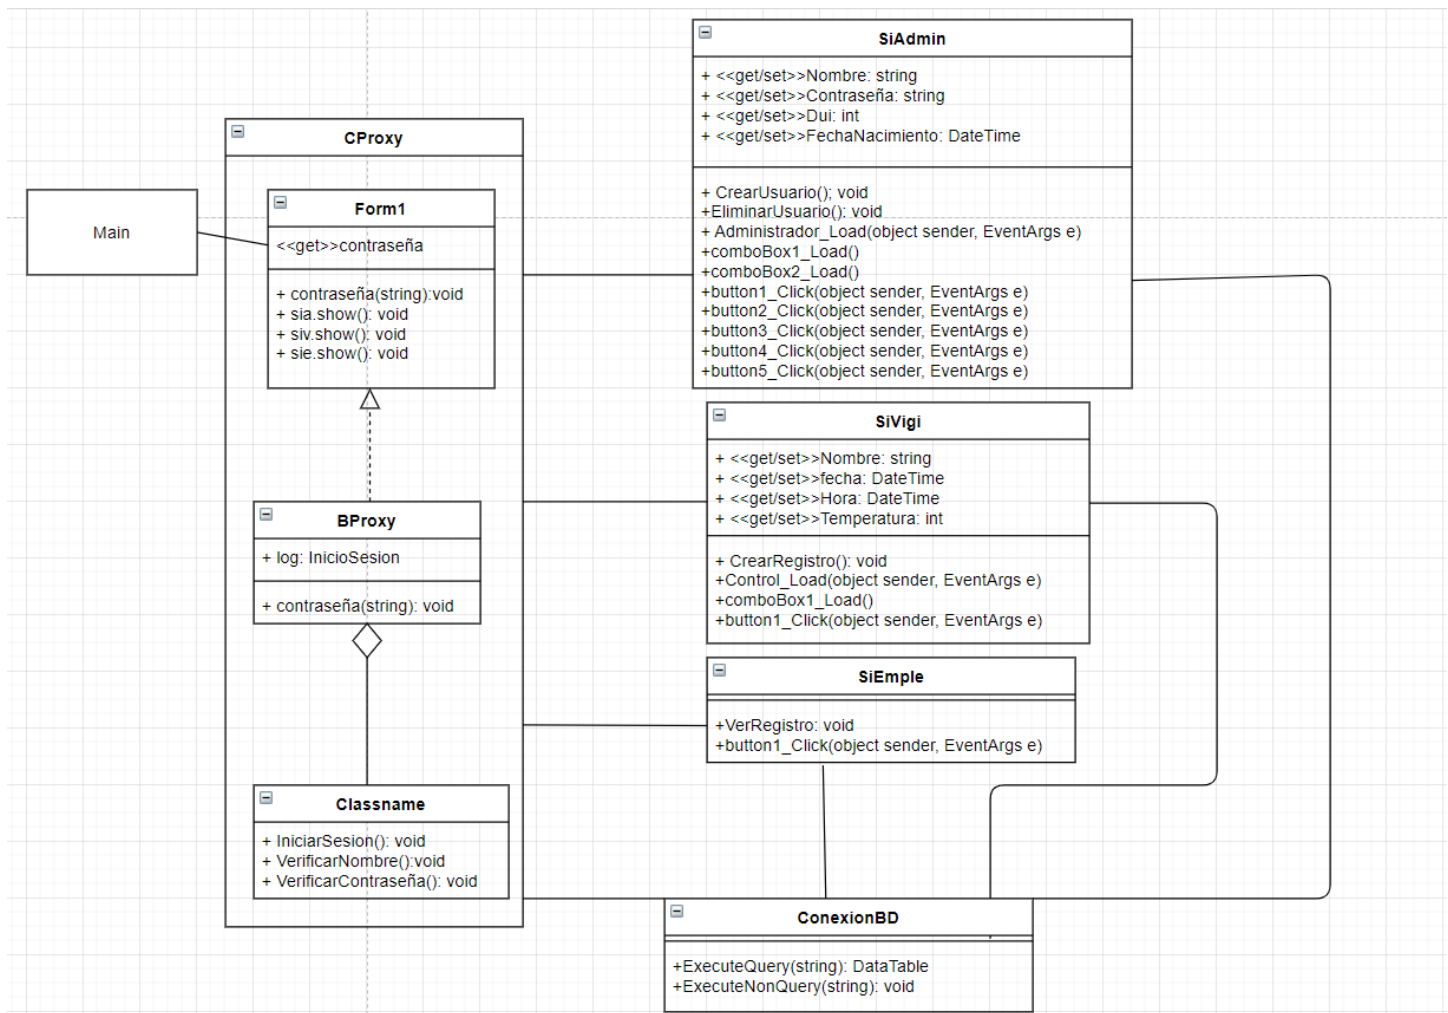 Main
CProxy
Form1
<<get>>contraseña
+ contraseña(string):void
+ sia.show(): void
+ siv.show(): void
+ sie.show(): void
BProxy
+ log: InicioSesion
+ contraseña(string): void
Classname
+ IniciarSesion(): void
+ VerificarNombre():void
+ VerificarContraseña(): void
SiAdmin
+ <<get/set>>Nombre: string
+ <<get/set>>Contraseña: string
+ <<get/set>>Dui: int
+ <<get/set>>FechaNacimiento: DateTime
+ CrearUsuario(); void
+EliminarUsuario(): void
+ Administrador_Load(object sender, EventArgs e)
+comboBox1_Load()
+comboBox2_Load()
+button1_Click(object sender, EventArgs e)
+button2_Click(object sender, EventArgs e)
+button3_Click(object sender, EventArgs e)
+button4_Click(object sender, EventArgs e)
+button5_Click(object sender, EventArgs e)
SiVigi
+ <<get/set>>Nombre: string
+ <<get/set>>fecha: DateTime
+ <<get/set>>Hora: DateTime
+ <<get/set>>Temperatura: int
+ CrearRegistro(): void
+Control_Load(object sender, EventArgs e)
+comboBox1_Load()
+button1_Click(object sender, EventArgs e)
SiEmple
+VerRegistro: void
+button1_Click(object sender, EventArgs e)
ConexionBD
+ExecuteQuery(string): DataTable
+ExecuteNonQuery(string): void